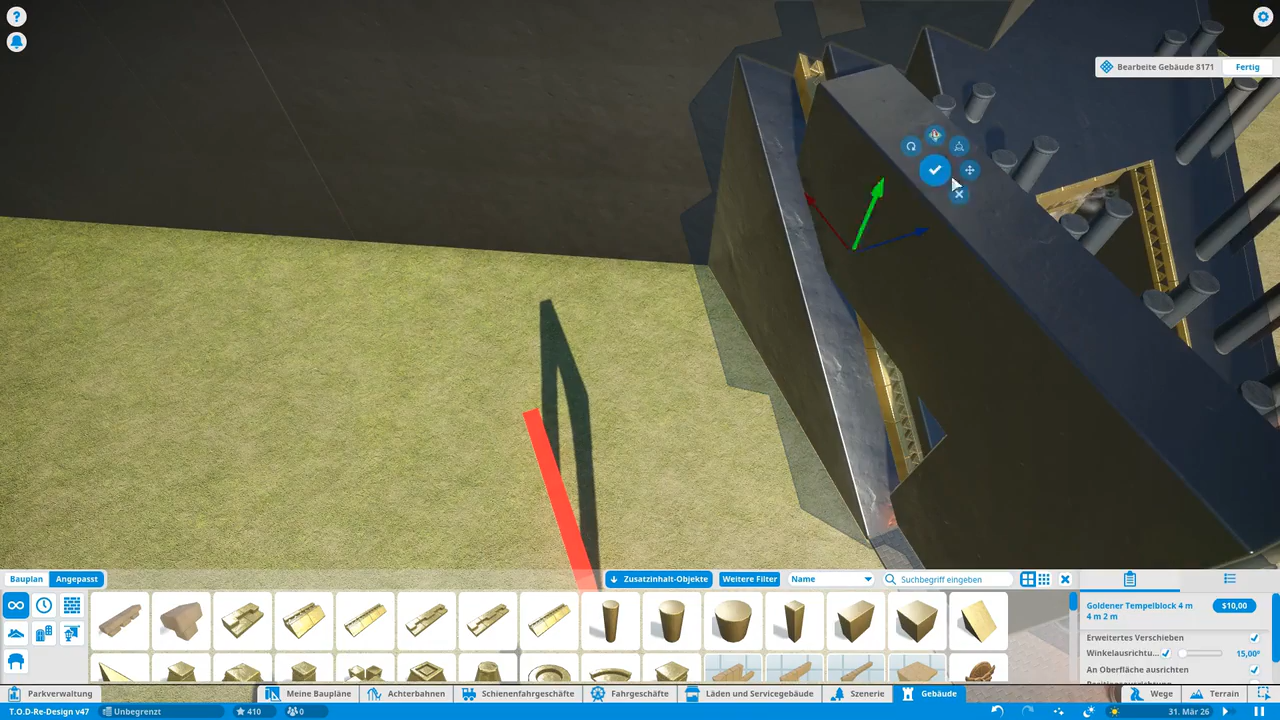 ?
Bearbeite Gebäude 8171
Fertig
Bauplan
Angepasst
Zusatzinhalt-Objekte
Weitere Filter
Name
Suchbegriff eingeben
Goldener Tempelblock 4 m
4 m 2 m
$10,00
Erweitertes Verschieben
Winkelausrichtu...
15,00°
An Oberfläche ausrichten
Parkverwaltung
Meine Baupläne
Achterbahnen
Schienenfahrgeschäfte
Fahrgeschäfte
Läden und Servicegebäude
Szenerie
Gebäude
Wege
Terrain
T.O.D-Re-Design v47
Unbegrenzt
410
0
31. Mär 26